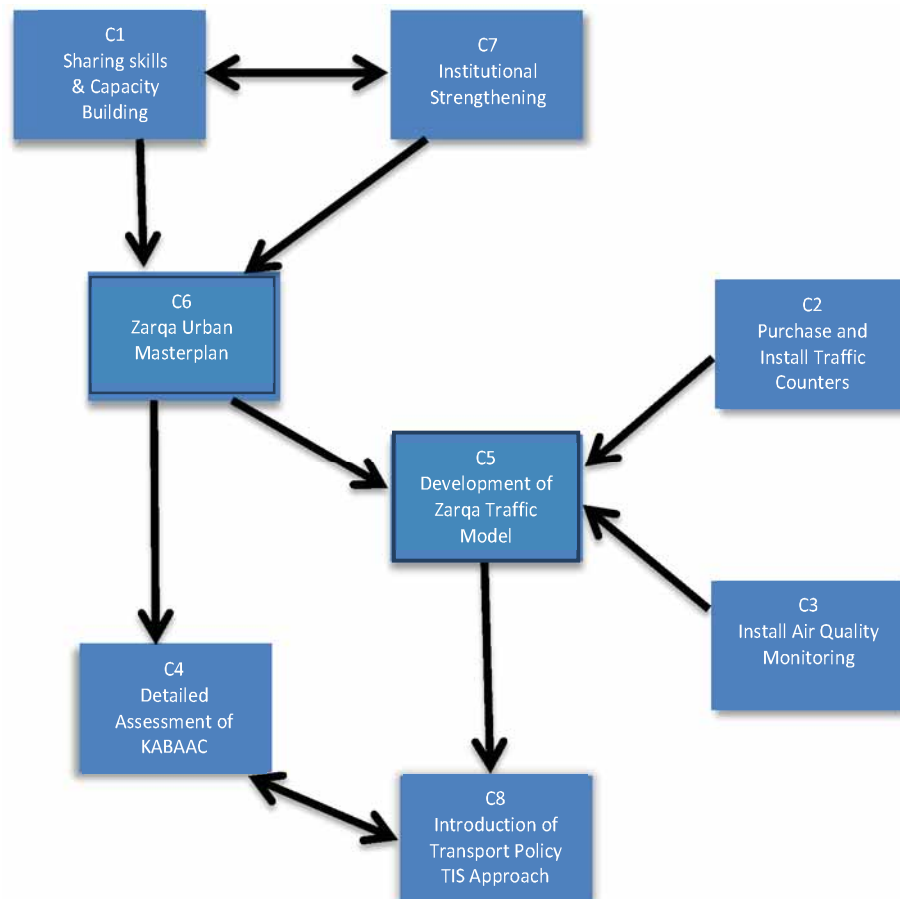 C1
Sharing skills
& Capacity
Building
C7
Institutional
Strengthening
C6
Zarqa Urban
Masterplan
C2
Purchase and
Install Traffic
Counters
C5
Development of
Zarqa Traffic
Model
C3
Install Air Quality
Monitoring
C4
Detailed
Assessment of
KABAAC
C8
Introduction of
Transport Policy
TIS Approach